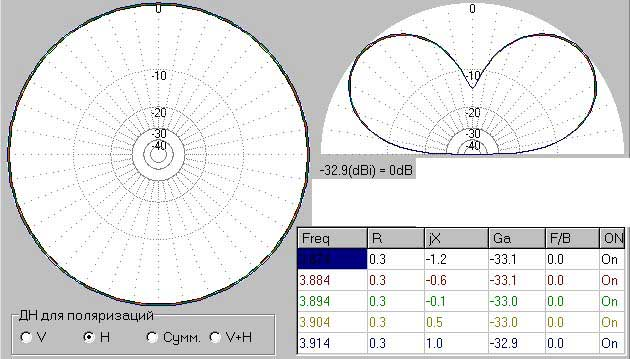 0
-10
-20
-30
-40
0
-10
-20
-30
-40
-32.9(dBi) = 0dB
Freq R jX Ga F/B ON
3.874 0.3 -1.2 -33.1 0.0 On
3.884 0.3 -0.6 -33.1 0.0 On
3.894 0.3 -0.1 -33.0 0.0 On
3.904 0.3 0.5 -33.0 0.0 On
3.914 0.3 1.0 -32.9 0.0 On
ДН для поляризаций
V H Сумм. V+H